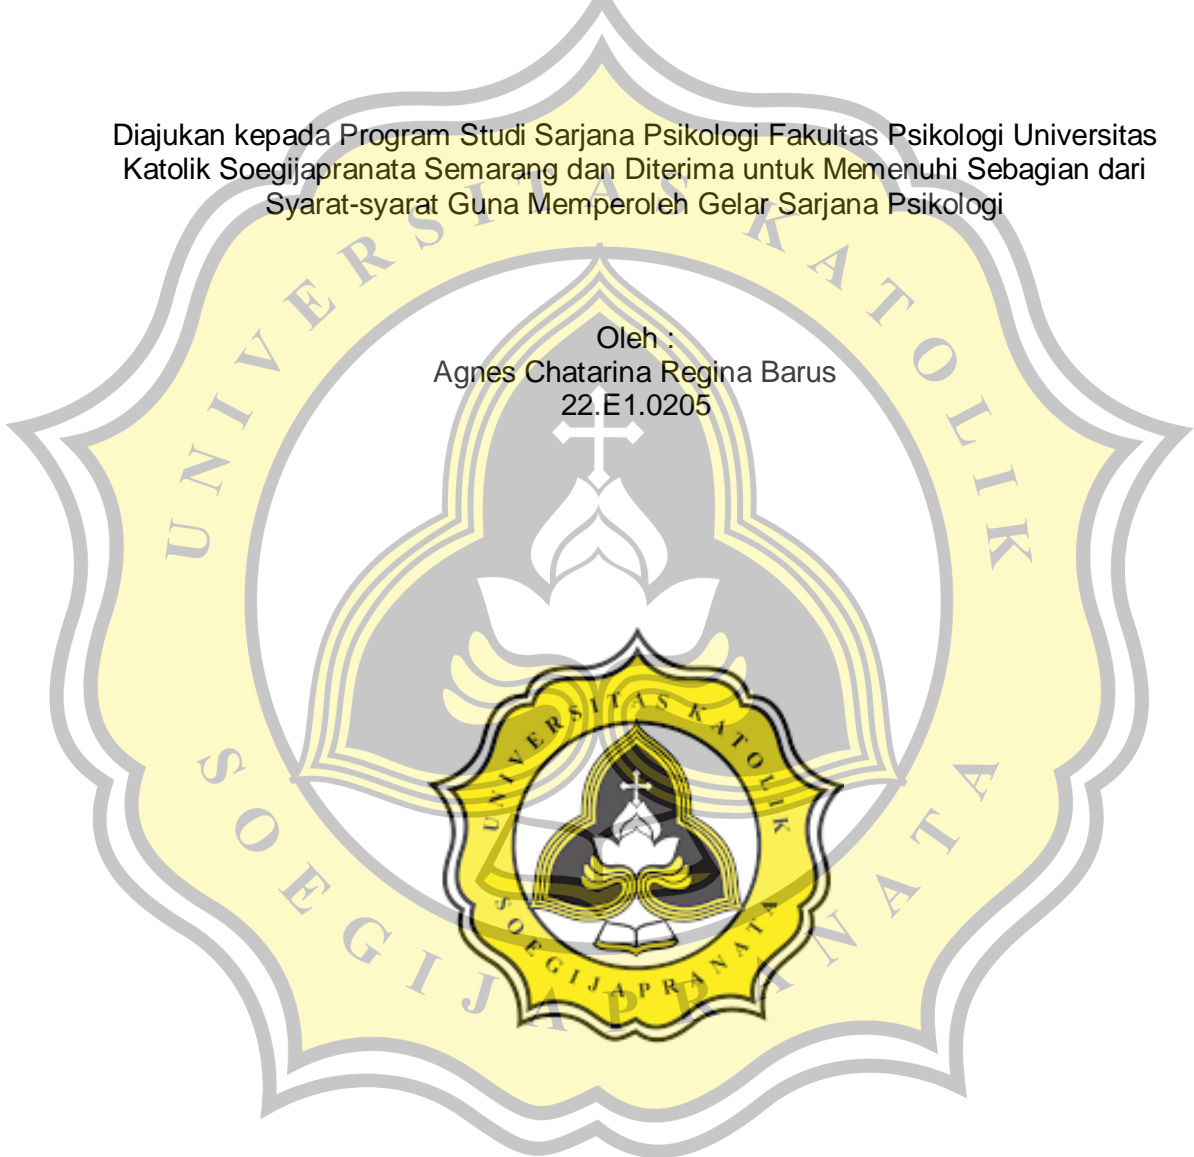 Diajukan kepada Program Studi Sarjana Psikologi Fakultas Psikologi Universitas
Katolik Soegijapranata Semarang dan Diterima untuk Memenuhi Sebagian dari
Syarat-syarat Guna Memperoleh Gelar Sarjana Psikologi
Oleh :
Agnes Chatarina Regina Barus
22.E1.0205
UNIVERSITAS KATOLIK
SOEGIJAPRANATA
UNIVERSITAS KATOLIK
SOEGIJAPRANATA